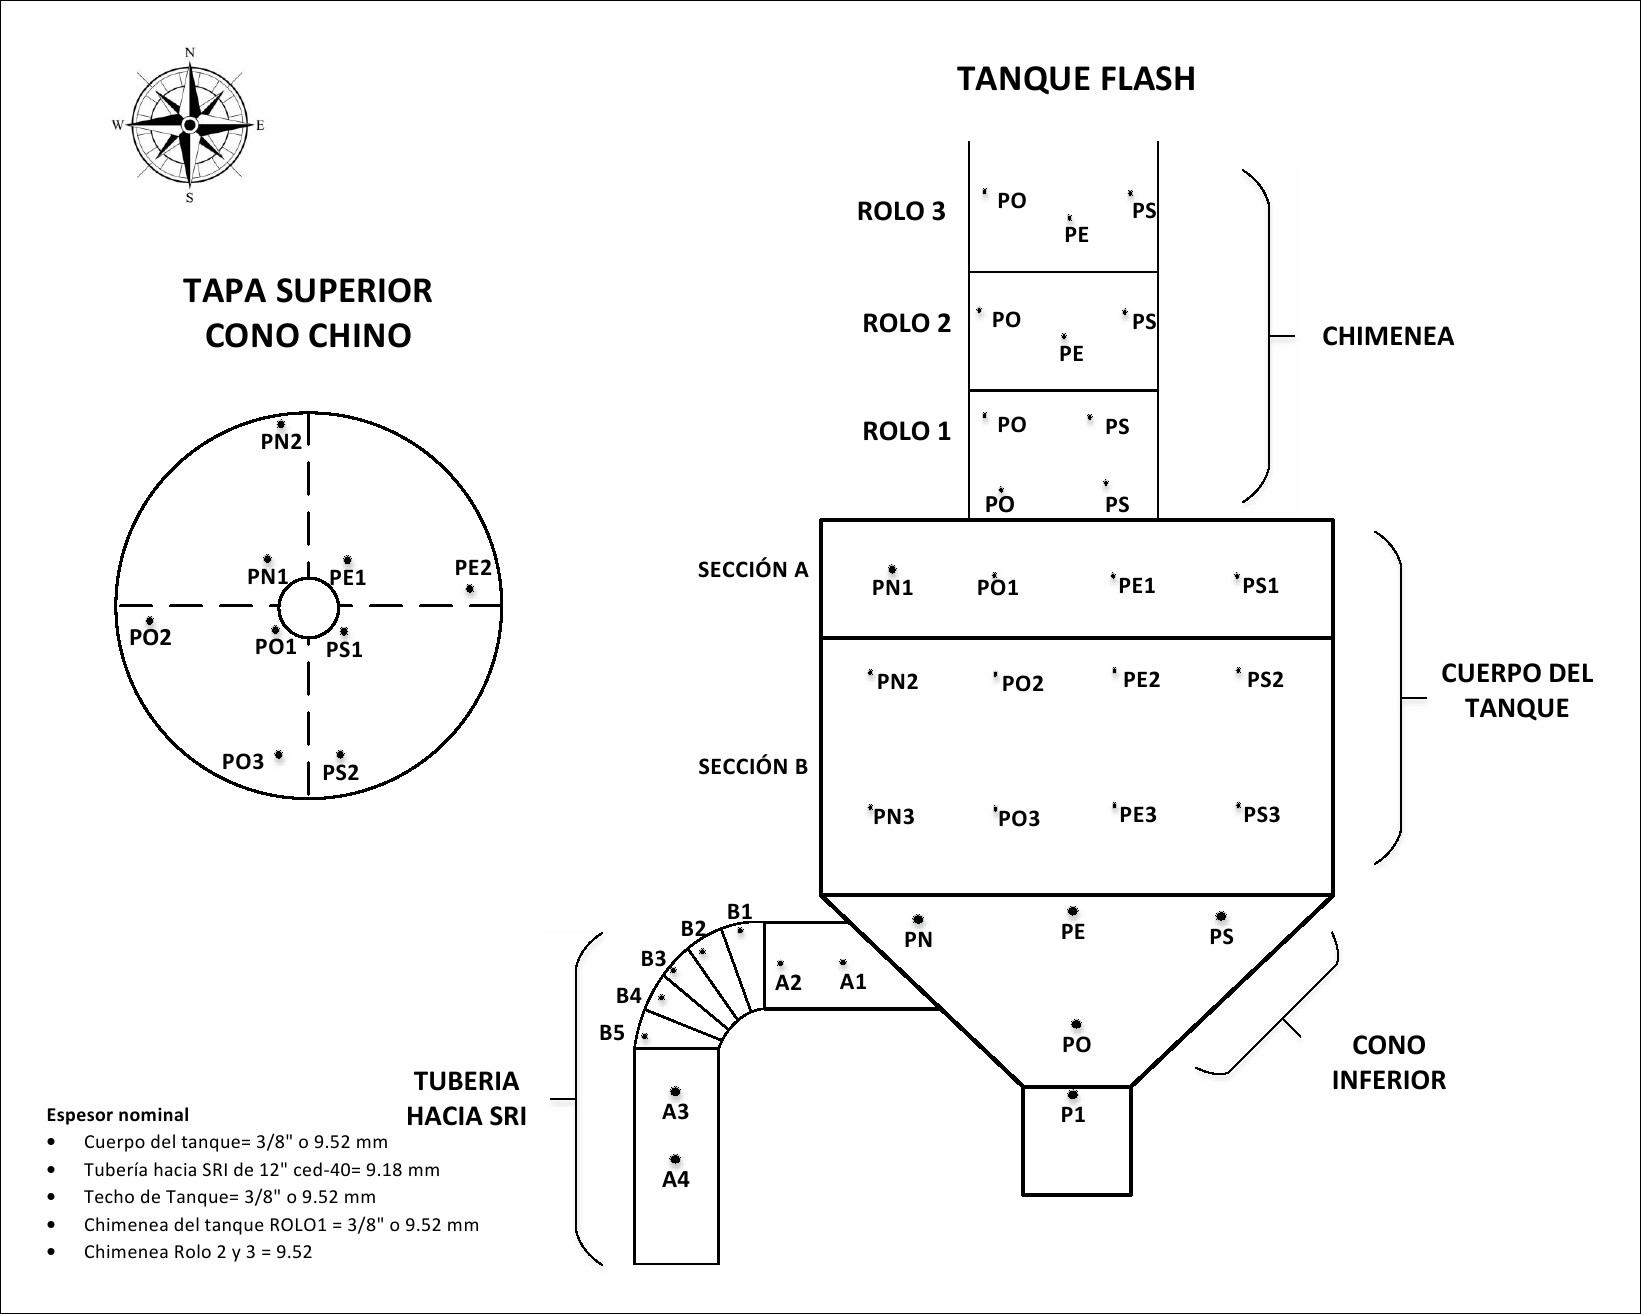 N
W
E
S
TAPA SUPERIOR
CONO CHINO
PN2
PN1
PE1
PE2
PO2
PO1
PS1
PO3
PS2
TANQUE FLASH
ROLO 3
PO
PE
PS
ROLO 2
PO
PE
PS
ROLO 1
PO
PS
PO
PS
CHIMENEA
SECCIÓN A
PN1
PO1
PE1
PS1
SECCIÓN B
PN2
PO2
PE2
PS2
PN3
PO3
PE3
PS3
CUERPO DEL
TANQUE
PN
PE
PS
PO
P1
CONO
INFERIOR
B1
B2
B3
B4
B5
A2
A1
A3
A4
TUBERIA
HACIA SRI
Espesor nominal
• Cuerpo del tanque= 3/8" o 9.52 mm
• Tubería hacia SRI de 12" ced-40= 9.18 mm
• Techo de Tanque= 3/8" o 9.52 mm
• Chimenea del tanque ROLO1 = 3/8" o 9.52 mm
• Chimenea Rolo 2 y 3 = 9.52